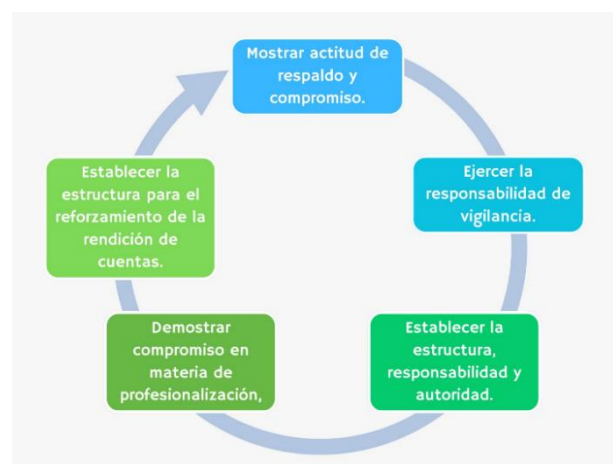 Mostrar actitud de
respaldo y
compromiso.
Ejercer la
responsabilidad de
vigilancia.
Establecer la
estructura,
responsabilidad y
autoridad.
Demostrar
compromiso en
materia de
profesionalización,
Establecer la
estructura para el
reforzamiento de la
rendición de
cuentas.